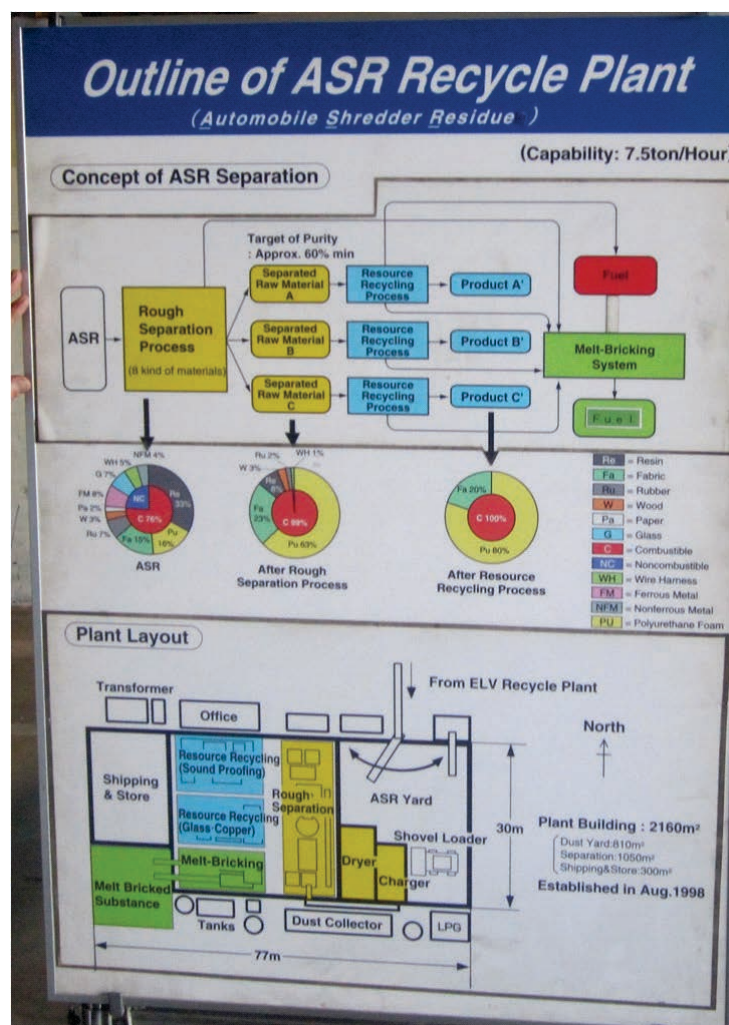 Outline of ASR Recycle Plant
(Automobile Shredder Residue)
(Capability: 7.5ton/Hour)
Concept of ASR Separation
Target of Purity
: Approx. 60% min
ASR
Rough
Separation
Process
(8 kind of materials)
Separated
Raw Material
A
Resource
Recycling
Process
Product A'
Separated
Raw Material
B
Resource
Recycling
Process
Product B'
Separated
Raw Material
C
Resource
Recycling
Process
Product C'
Fuel
Melt-Bricking
System
Fuel
NFM 4%
WH 5%
G 7%
FM 8%
Pa 2%
W 3%
Ru 7%
Fa 15%
Pu
16%
Re
33%
NC
C 76%
ASR
Ru 2%
WH 1%
W 3%
Re
8%
Fa
23%
C 99%
Pu 63%
After Rough
Separation Process
Fa 20%
C 100%
Pu 80%
After Resource
Recycling Process
Re = Resin
Fa = Fabric
Ru = Rubber
W = Wood
Pa = Paper
G = Glass
C = Combustible
NC = Noncombustible
WH = Wire Harness
FM = Ferrous Metal
NFM = Nonferrous Metal
PU = Polyurethane Foam
Plant Layout
From ELV Recycle Plant
Transformer
Office
North
Shipping
& Store
Resource Recycling
(Sound Proofing)
Resource Recycling
(Glass·Copper)
Rough-
Separation
ASR Yard
30m
Shovel Loader
Dryer
Charger
Melt-Bricking
Melt Bricked
Substance
Tanks
Dust Collector
LPG
77m
Plant Building : 2160m²
Dust Yard:810m²
Separation:1050m²
Shipping&Store:300m²
Established in Aug.1998